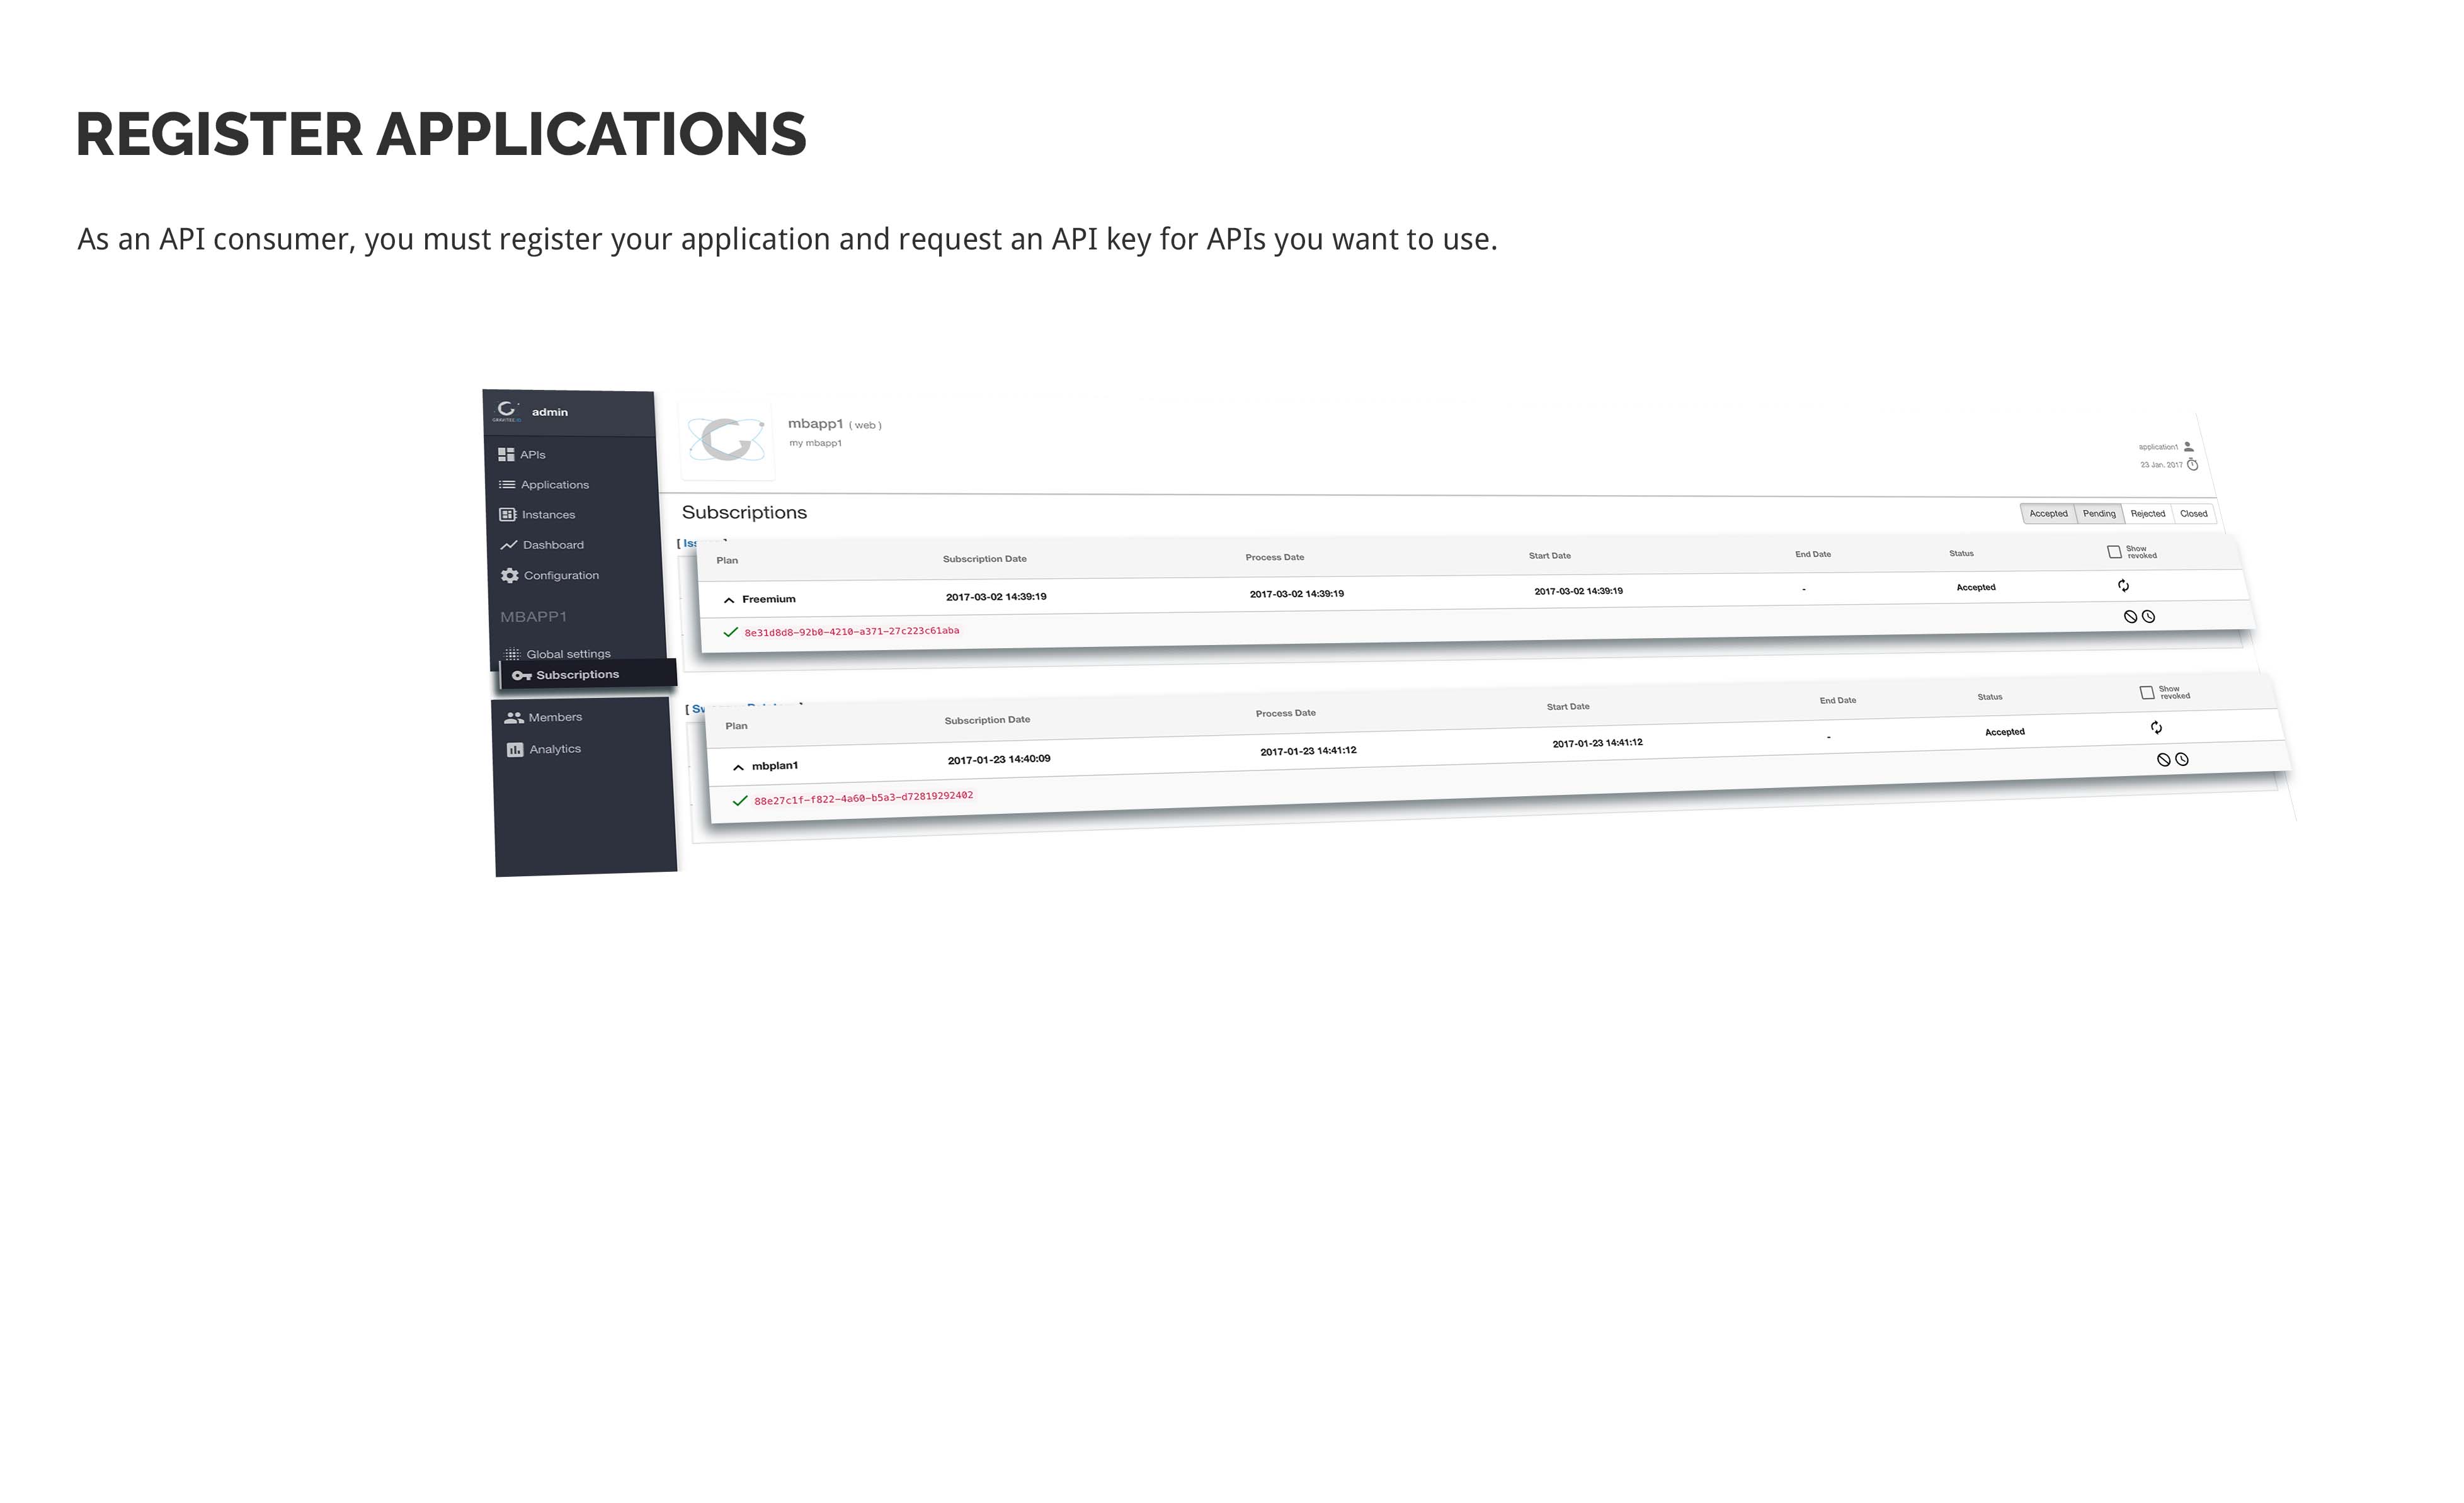 REGISTER APPLICATIONS
As an API consumer, you must register your application and request an API key for APIs you want to use.
admin
APIs
Applications
Instances
Dashboard
Configuration
MBAPP1
Global settings
Subscriptions
Members
Analytics
mbapp1 ( web )
my mbapp1
application1
23 Jan. 2017
Subscriptions
Accepted Pending Rejected Closed
Plan Subscription Date Process Date Start Date End Date Status Show revoked
Freemium 2017-03-02 14:39:19 2017-03-02 14:39:19 2017-03-02 14:39:19 - Accepted
8e31d8d8-92b0-4210-a371-27c223c61aba
Plan Subscription Date Process Date Start Date End Date Status Show revoked
mbplan1 2017-01-23 14:40:09 2017-01-23 14:41:12 2017-01-23 14:41:12 - Accepted
88e27c1f-f822-4a60-b5a3-d72819292402